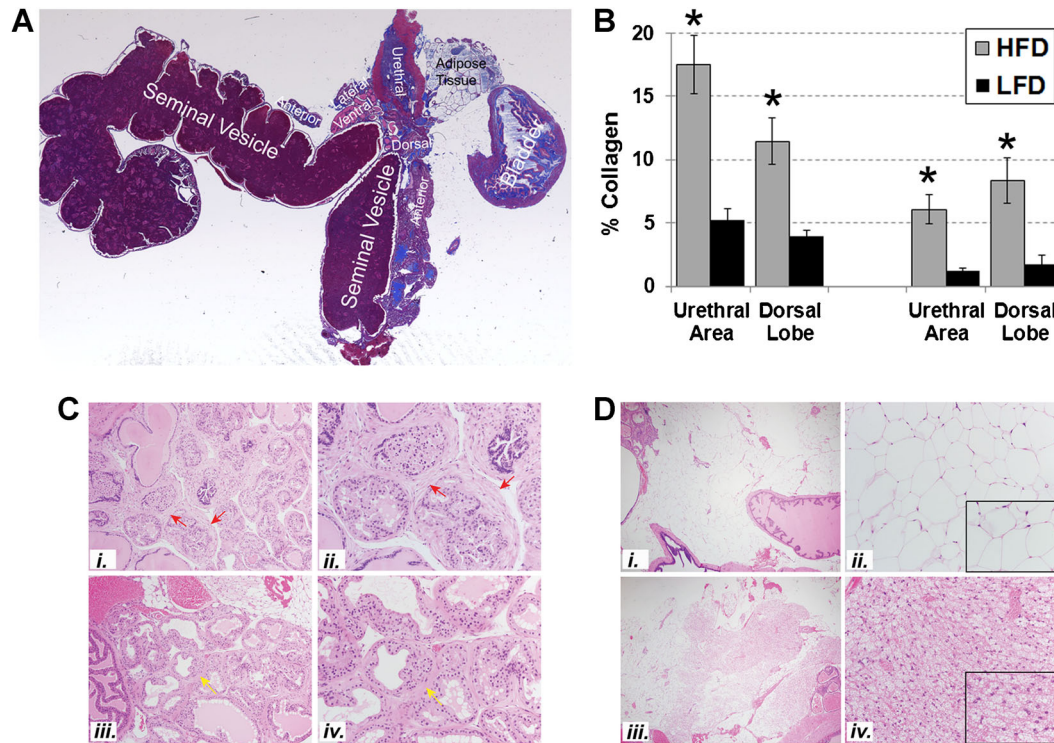 A
Seminal Vesicle
Anterior
Lateral
Ventral
Urethral
Adipose
Tissue
Dorsal
Bladder
Seminal Vesicle
Anterior
B
% Collagen
20
15
10
5
0
*
*
*
*
HFD
LFD
Urethral
Area
Dorsal
Lobe
Urethral
Area
Dorsal
Lobe
C
i.
ii.
iii.
iv.
D
i.
ii.
iii.
iv.